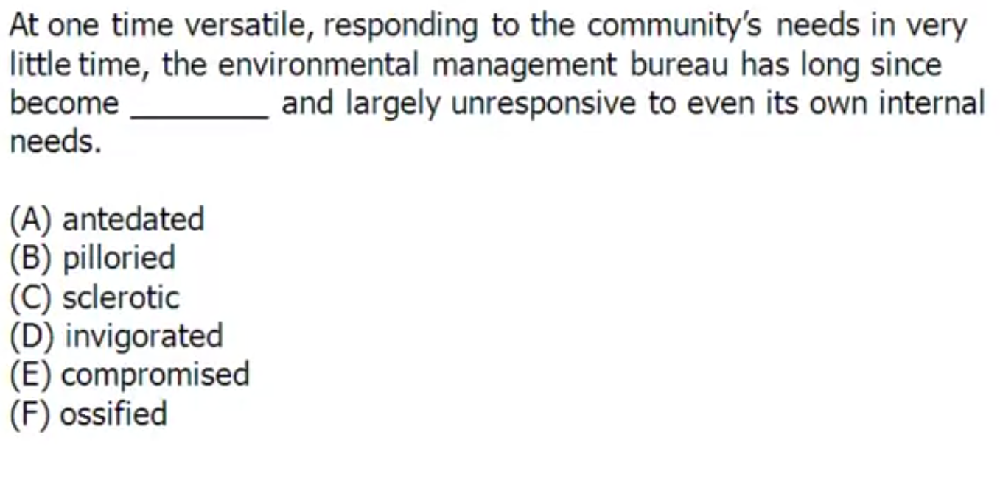 At one time versatile, responding to the community’s needs in very
little time, the environmental management bureau has long since
become ________ and largely unresponsive to even its own internal
needs.
(A) antedated
(B) pilloried
(C) sclerotic
(D) invigorated
(E) compromised
(F) ossified